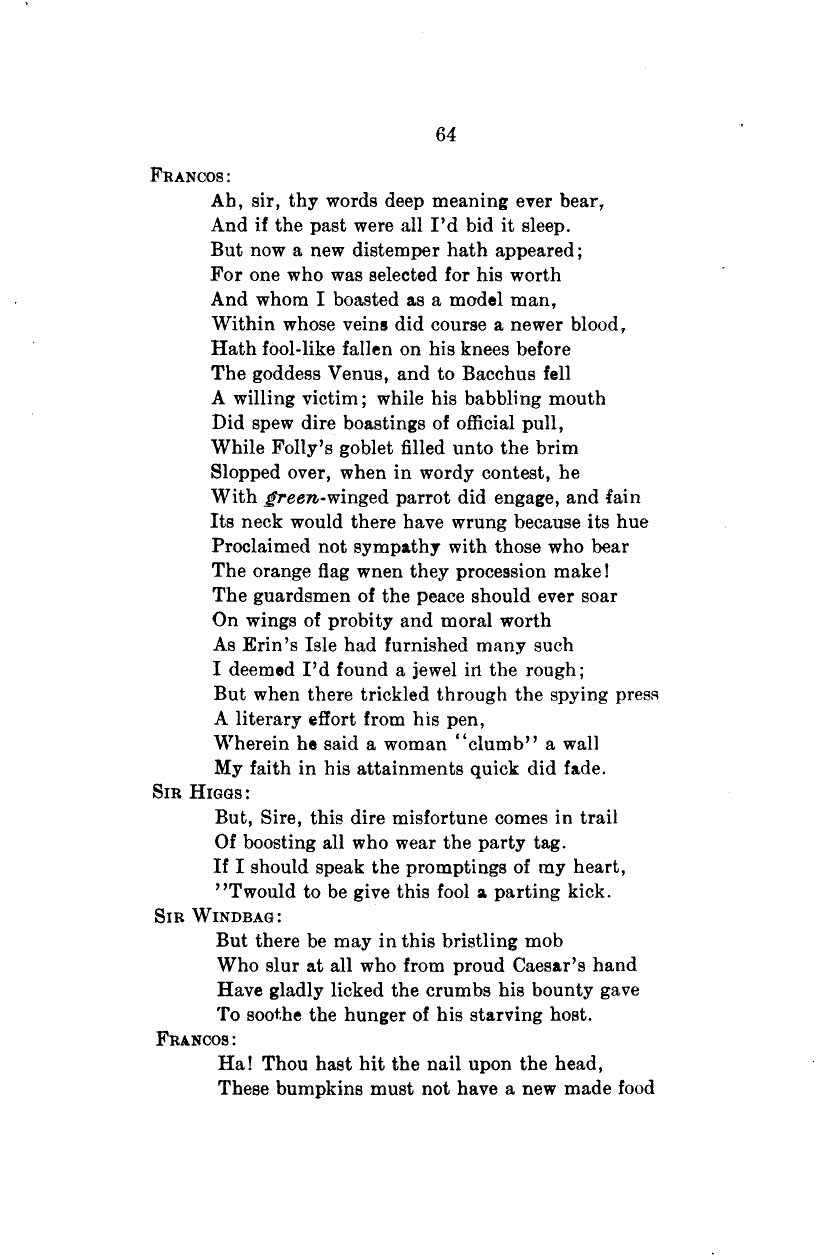 64
FRANCOS:
Ah, sir, thy words deep meaning ever bear,
And if the past were all I'd bid it sleep.
But now a new distemper hath appeared;
For one who was selected for his worth
And whom I boasted as a model man,
Within whose veins did course a newer blood,
Hath fool-like fallen on his knees before
The goddess Venus, and to Bacchus fell
A willing victim; while his babbling mouth
Did spew dire boastings of official pull,
While Folly's goblet filled unto the brim
Slopped over, when in wordy contest, he
With green-winged parrot did engage, and fain
Its neck would there have wrung because its hue
Proclaimed not sympathy with those who bear
The orange flag wnen they procession make!
The guardsmen of the peace should ever soar
On wings of probity and moral worth
As Erin's Isle had furnished many such
I deemed I'd found a jewel in the rough;
But when there trickled through the spying press
A literary effort from his pen,
Wherein he said a woman "clumb" a wall
My faith in his attainments quick did fade.
SIR HIGGS:
But, Sire, this dire misfortune comes in trail
Of boosting all who wear the party tag.
If I should speak the promptings of my heart,
''Twould to be give this fool a parting kick.
SIR WINDBAG:
But there be may in this bristling mob
Who slur at all who from proud Caesar's hand
Have gladly licked the crumbs his bounty gave
To soothe the hunger of his starving host.
FRANCOS:
Ha! Thou hast hit the nail upon the head,
These bumpkins must not have a new made food